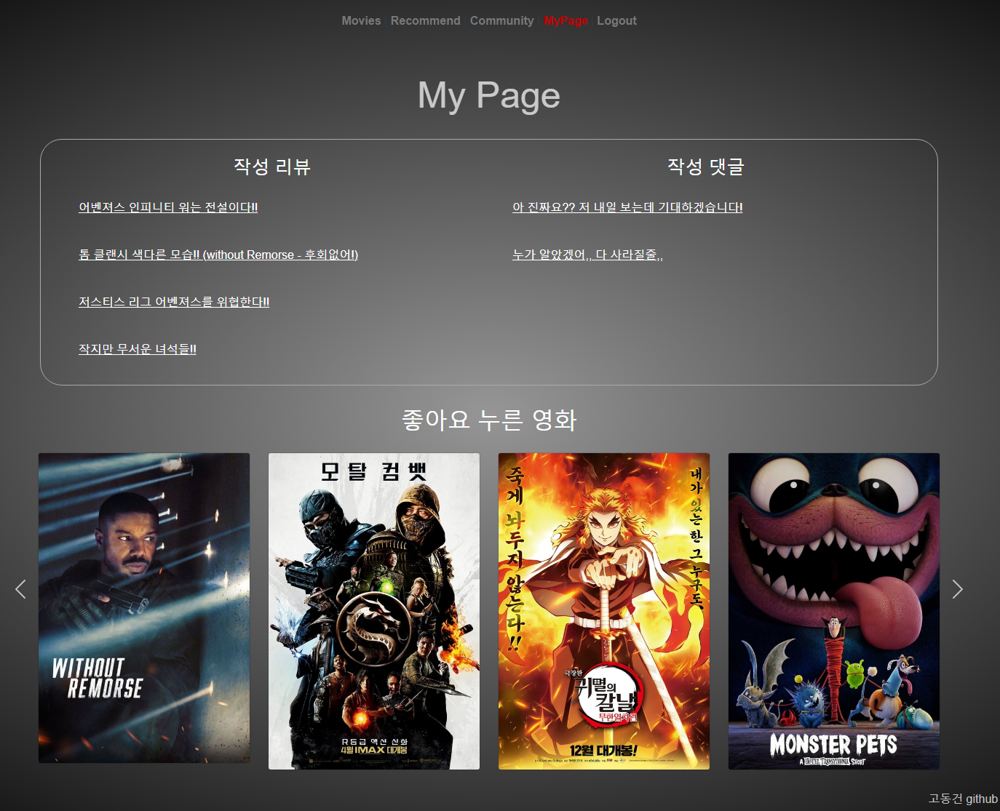 Movies Recommend Community MyPage Logout
My Page
작성 리뷰
어벤져스 인피니티 워는 전설이다!!
톰 클랜시 색다른 모습!! (without Remorse - 후회없어!)
저스티스 리그 어벤져스를 위협한다!!
작지만 무서운 녀석들!!
작성 댓글
아 진짜요?? 저 내일 보는데 기대하겠습니다!
누가 알았겠어,, 다 사라질줄,,
좋아요 누른 영화
WITHOUT
REMORSE
모탈 컴뱃
R등급 액션 신화
4월 IMAX 대개봉
죽게 놔두지 않는다!!
내가 있는 한 그 누구도,
극장판
귀멸의
칼날
무한열차편
12월 대개봉!
MONSTER PETS
A HOTEL TRANSYLVANIA SHORT
고동건 github